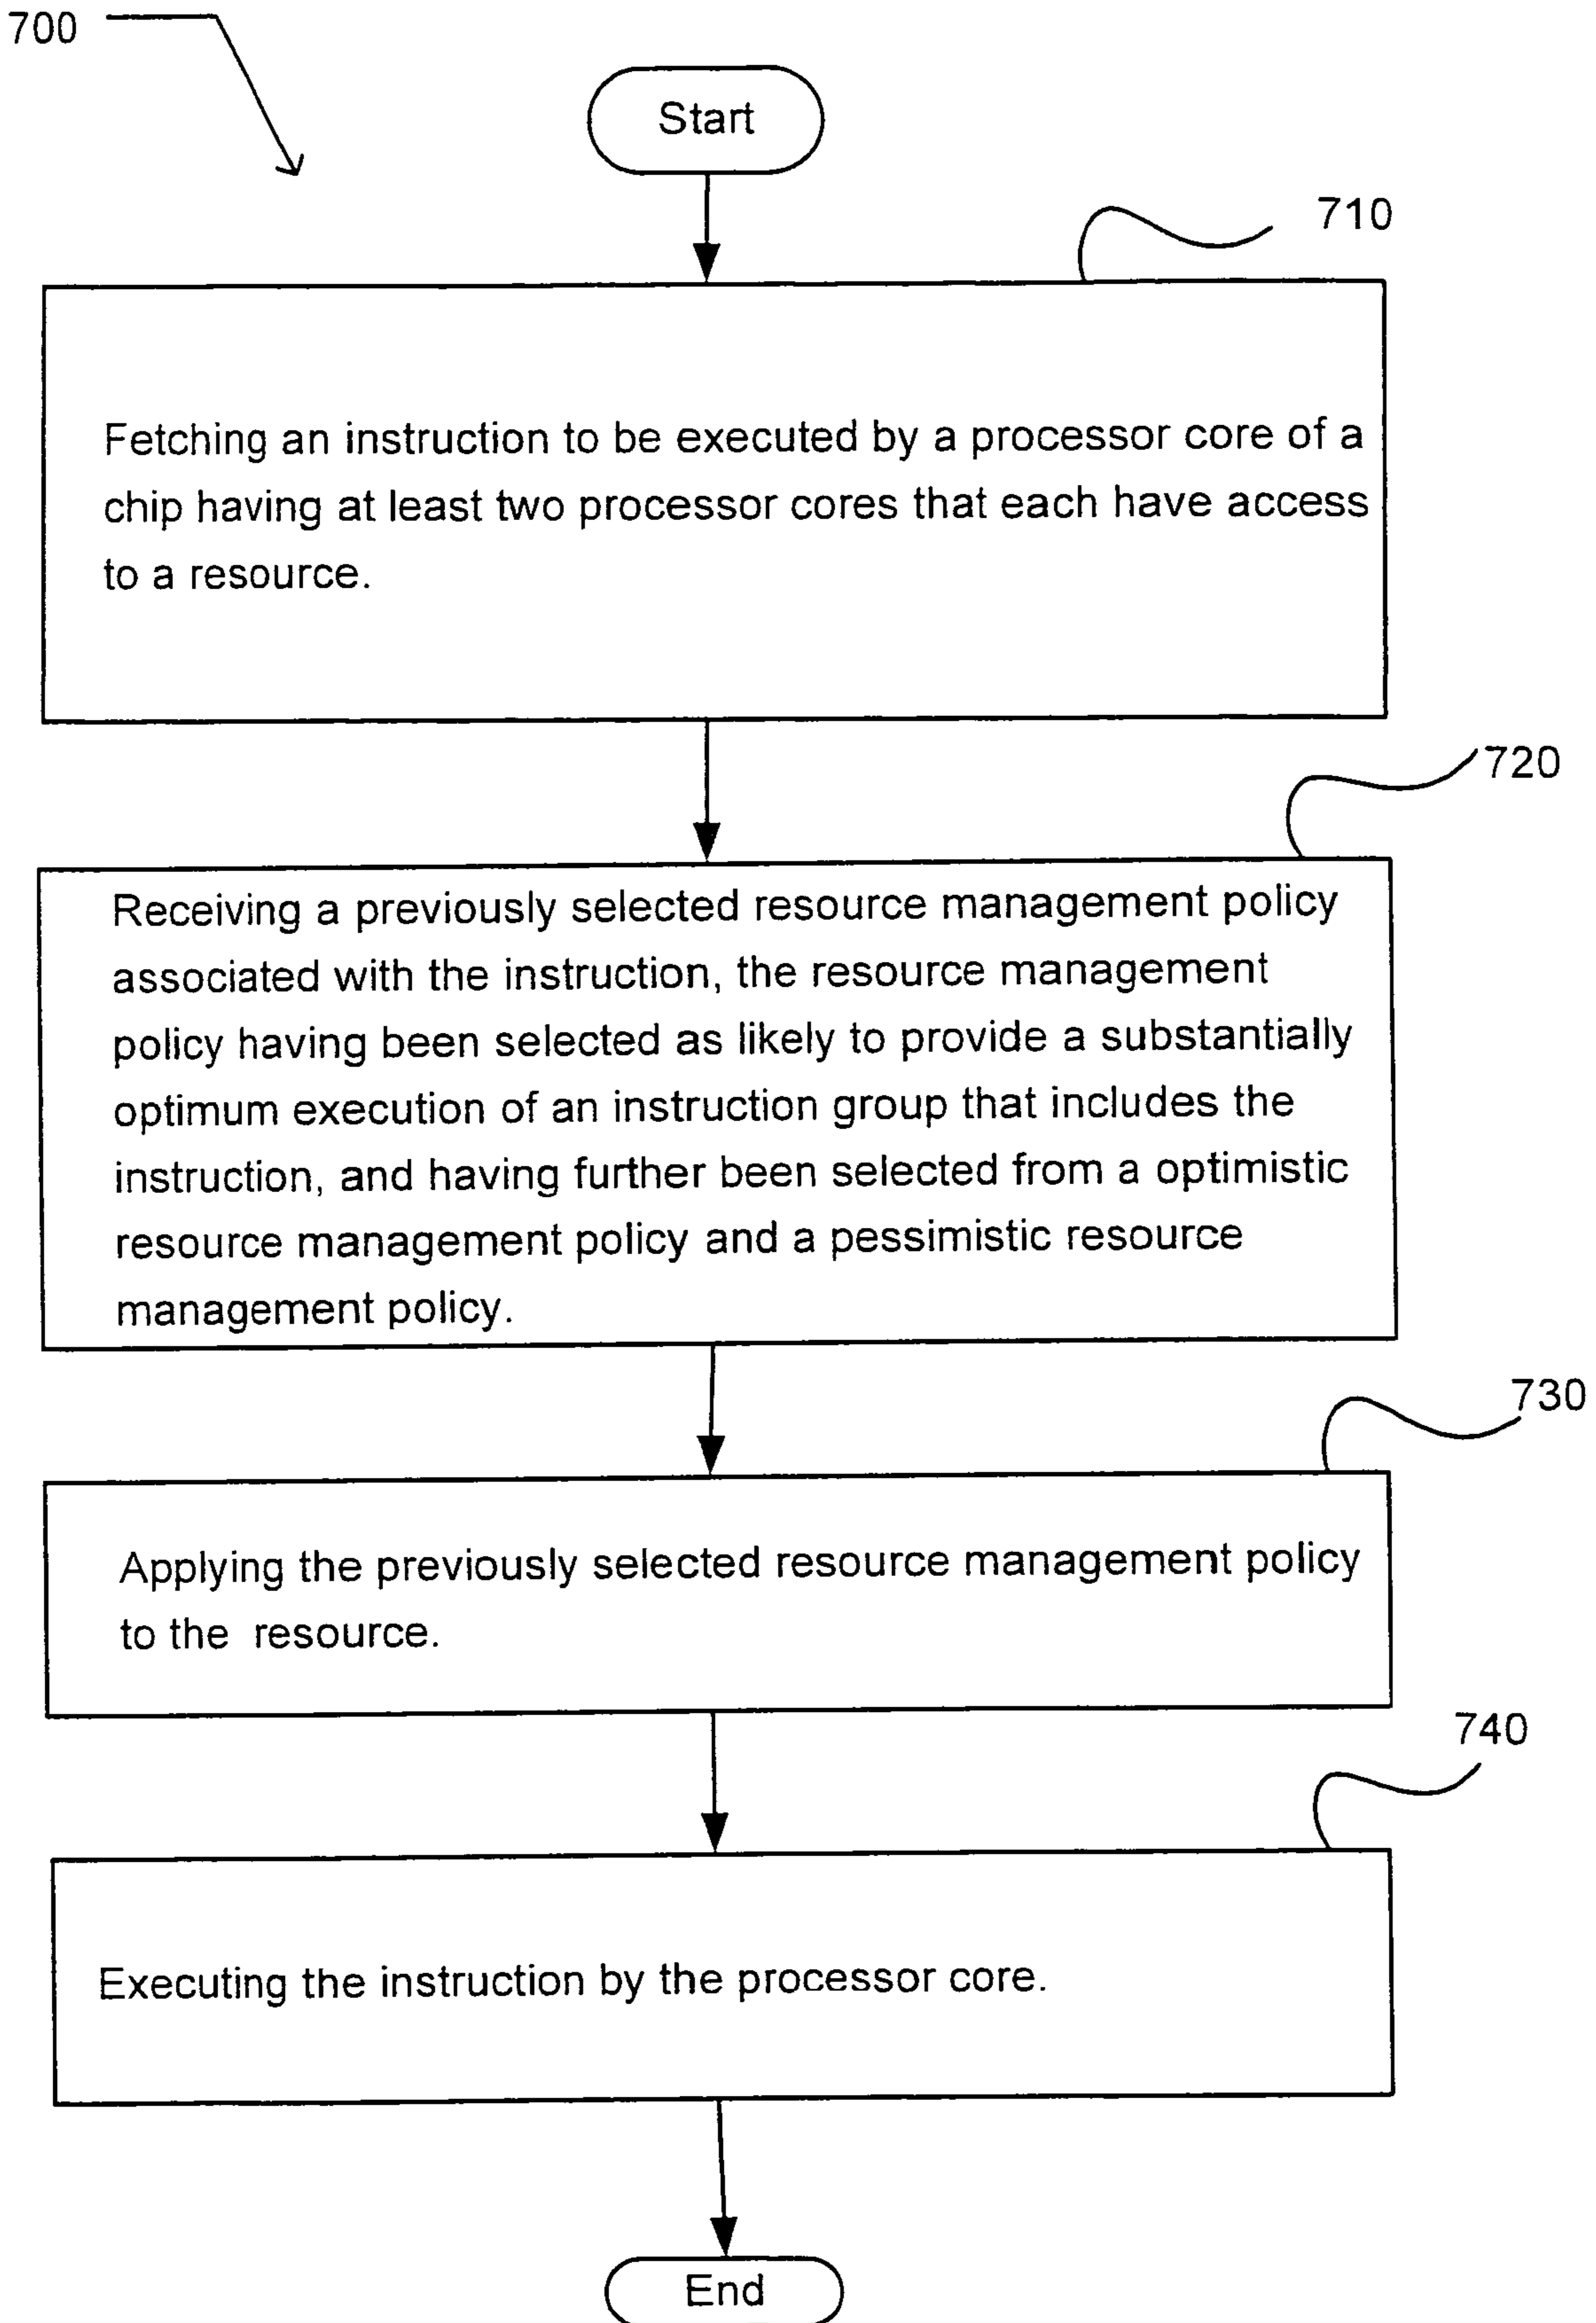 700
Start
710
Fetching an instruction to be executed by a processor core of a
chip having at least two processor cores that each have access
to a resource.
720
Receiving a previously selected resource management policy
associated with the instruction, the resource management
policy having been selected as likely to provide a substantially
optimum execution of an instruction group that includes the
instruction, and having further been selected from a optimistic
resource management policy and a pessimistic resource
management policy.
730
Applying the previously selected resource management policy
to the resource.
740
Executing the instruction by the processor core.
End